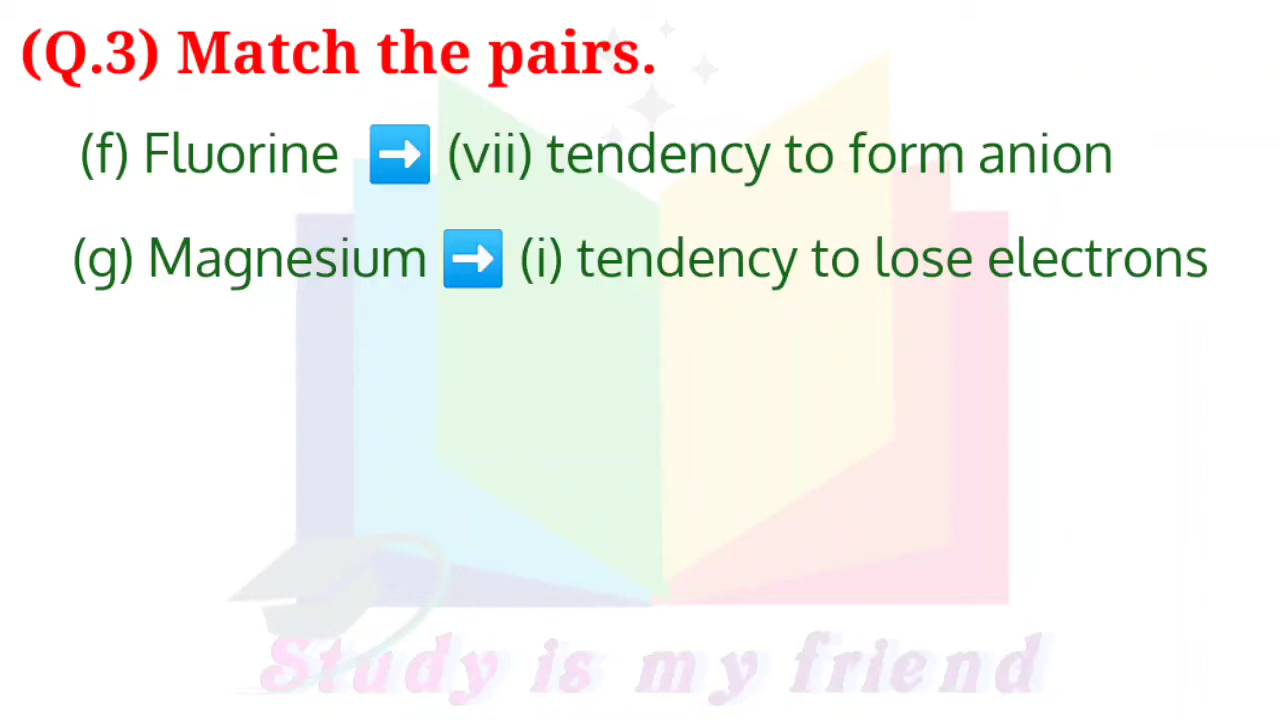 (Q.3) Match the pairs.
(f) Fluorine ➡️ (vii) tendency to form anion
(g) Magnesium ➡️ (i) tendency to lose electrons
Study is my friend